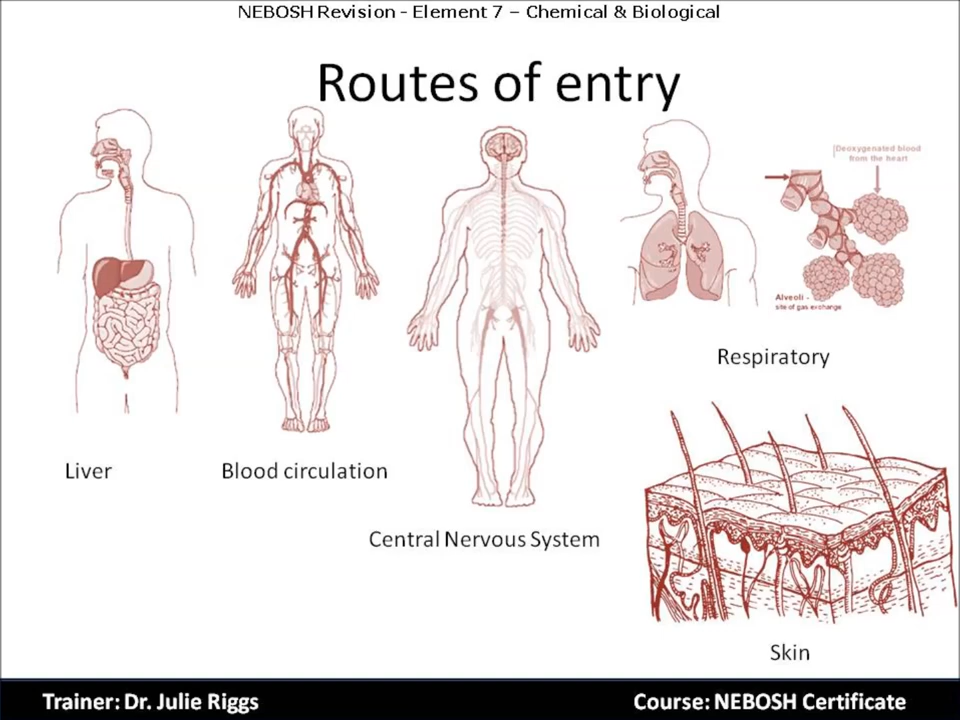 NEBOSH Revision - Element 7 – Chemical & Biological
Routes of entry
Deoxygenated blood
from the heart
Alveoli -
site of gas exchange
Respiratory
Liver
Blood circulation
Central Nervous System
Skin
Trainer: Dr. Julie Riggs
Course: NEBOSH Certificate